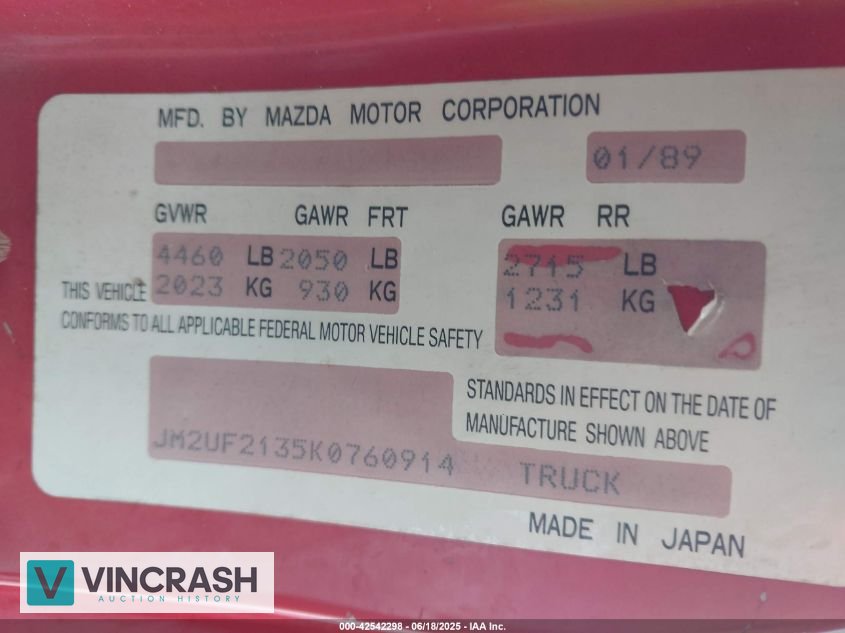 MFD. BY MAZDA MOTOR CORPORATION
01/89
GVWR GAWR FRT GAWR RR
4460 LB 2050 LB 2715 LB
2023 KG 930 KG 1231 KG
THIS VEHICLE
CONFORMS TO ALL APPLICABLE FEDERAL MOTOR VEHICLE SAFETY
STANDARDS IN EFFECT ON THE DATE OF
MANUFACTURE SHOWN ABOVE
JM2UF2135K0760914 TRUCK
MADE IN JAPAN
VINCRASH
AUCTION HISTORY
000-42542298 - 06/18/2025 - IAA Inc.